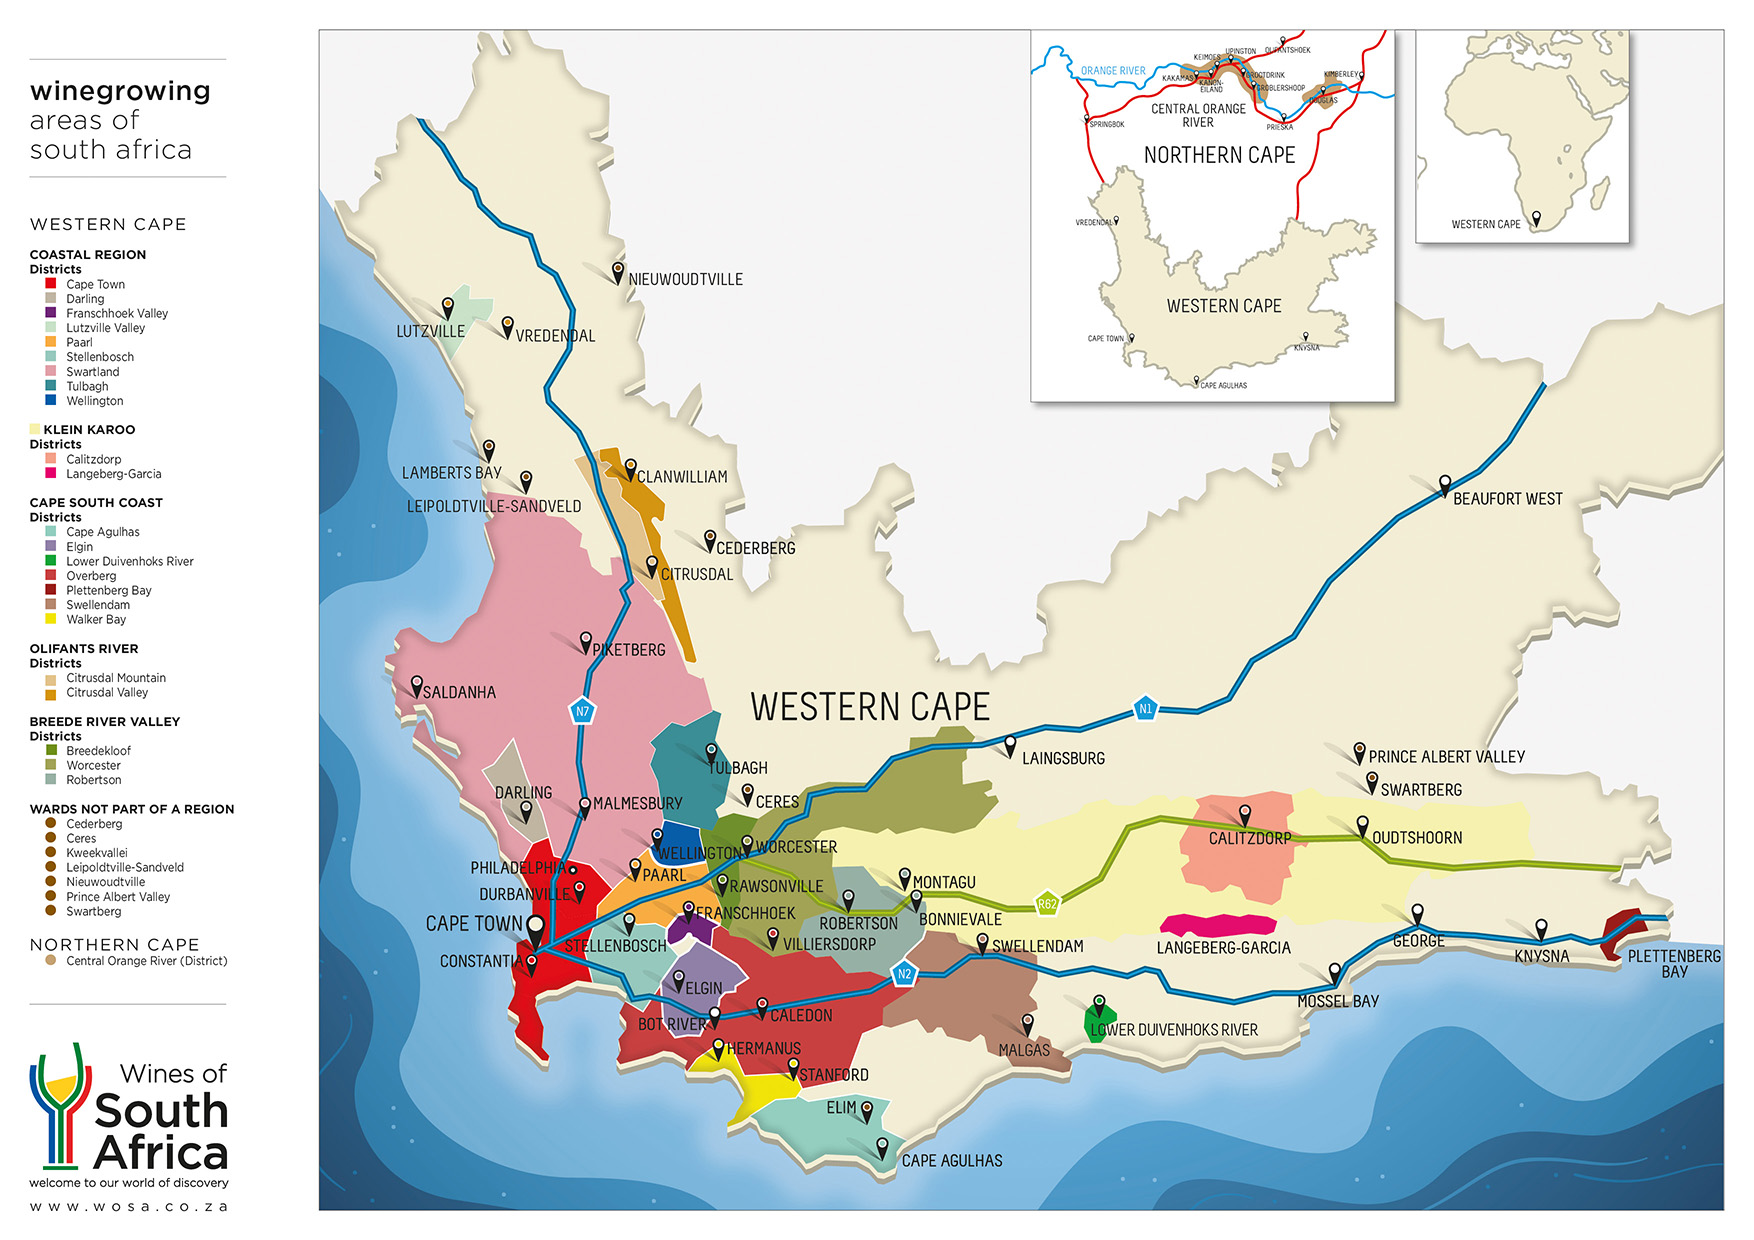 winegrowing
areas of
south africa
WESTERN CAPE
COASTAL REGION
Districts
Cape Town
Darling
Franschhoek Valley
Lutzville Valley
Paarl
Stellenbosch
Swartland
Tulbagh
Wellington
KLEIN KAROO
Districts
Calitzdorp
Langeberg-Garcia
CAPE SOUTH COAST
Districts
Cape Agulhas
Elgin
Lower Duivenhoks River
Overberg
Plettenberg Bay
Swellendam
Walker Bay
OLIFANTS RIVER
Districts
Citrusdal Mountain
Citrusdal Valley
BREEDE RIVER VALLEY
Districts
Breedekloof
Worcester
Robertson
WARDS NOT PART OF A REGION
Cederberg
Ceres
Kweekvallei
Leipoldtville-Sandveld
Nieuwoudtville
Prince Albert Valley
Swartberg
NORTHERN CAPE
Central Orange River (District)
Wines of
South
Africa
welcome to our world of discovery
www.wosa.co.za
NIEUWOUDTVILLE
LUTZVILLE
VREDENDAL
LAMBERTS BAY
CLANWILLIAM
LEIPOLDTVILLE-SANDVELD
CEDERBERG
CITRUSDAL
PIKETBERG
SALDANHA
N7
WESTERN CAPE
N1
BEAUFORT WEST
TULBAGH
LAINGSBURG
PRINCE ALBERT VALLEY
SWARTBERG
DARLING
MALMESBURY
CERES
CALITZDORP
OUDTSHOORN
WELLINGTON
WORCESTER
PHILADELPHIA
PAARL
RAWSONVILLE
MONTAGU
DURBANVILLE
R62
CAPE TOWN
FRANSCHHOEK
ROBERTSON
BONNIEVALE
STELLENBOSCH
VILLIERSDORP
SWELLENDAM
LANGEBERG-GARCIA
GEORGE
KNYSNA
PLETTENBERG
BAY
CONSTANTIA
N2
ELGIN
MOSSEL BAY
BOT RIVER
CALEDON
LOWER DUIVENHOKS RIVER
HERMANUS
MALGAS
STANFORD
ELIM
CAPE AGULHAS
ORANGE RIVER
KEIMOES
UPINGTON
OLIFANTSHOEK
KAKAMAS
KANON-
EILAND
GROOTDRINK
GROBLERSHOOP
KIMBERLEY
DOUGLAS
CENTRAL ORANGE
RIVER
SPRINGBOK
PRIESKA
NORTHERN CAPE
VREDENDAL
WESTERN CAPE
CAPE TOWN
KNYSNA
CAPE AGULHAS
WESTERN CAPE